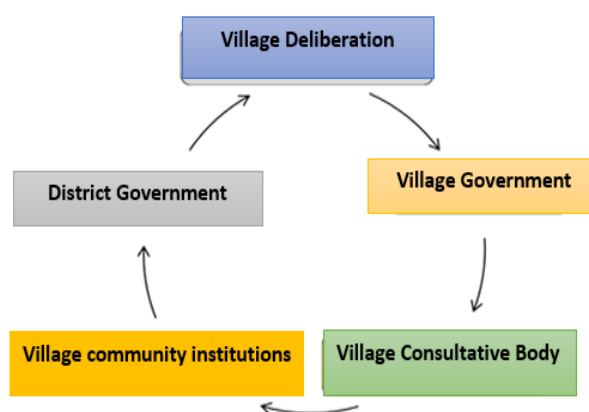 Village Deliberation
Village Government
District Government
Village community institutions
Village Consultative Body